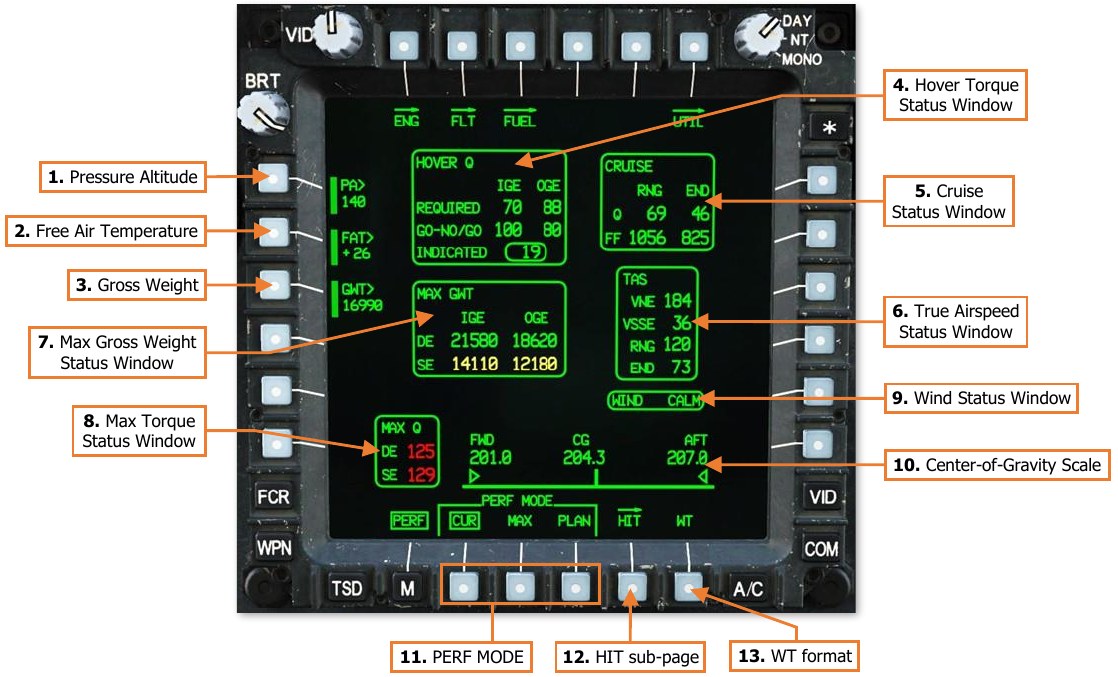 VID
DAY
NT
MONO
BRT
ENG FLT FUEL UTIL
*
4. Hover Torque
Status Window
1. Pressure Altitude
2. Free Air Temperature
3. Gross Weight
7. Max Gross Weight
Status Window
8. Max Torque
Status Window
PA>
140
FAT>
+26
GWT>
16990
HOVER Q
IGE OGE
REQUIRED 70 88
GO-NO/GO 100 80
INDICATED 19
CRUISE
RNG END
Q 69 46
FF 1056 825
5. Cruise
Status Window
MAX GWT
IGE OGE
DE 21580 18620
SE 14110 12180
TAS
VNE 184
VSSE 36
RNG 120
END 73
6. True Airspeed
Status Window
WIND CALM
9. Wind Status Window
MAX Q
DE 125
SE 129
FWD CG AFT
201.0 204.3 207.0
10. Center-of-Gravity Scale
PERF MODE
PERF CUR MAX PLAN HIT WT
FCR
WPN
VID
COM
TSD M A/C
11. PERF MODE
12. HIT sub-page
13. WT format